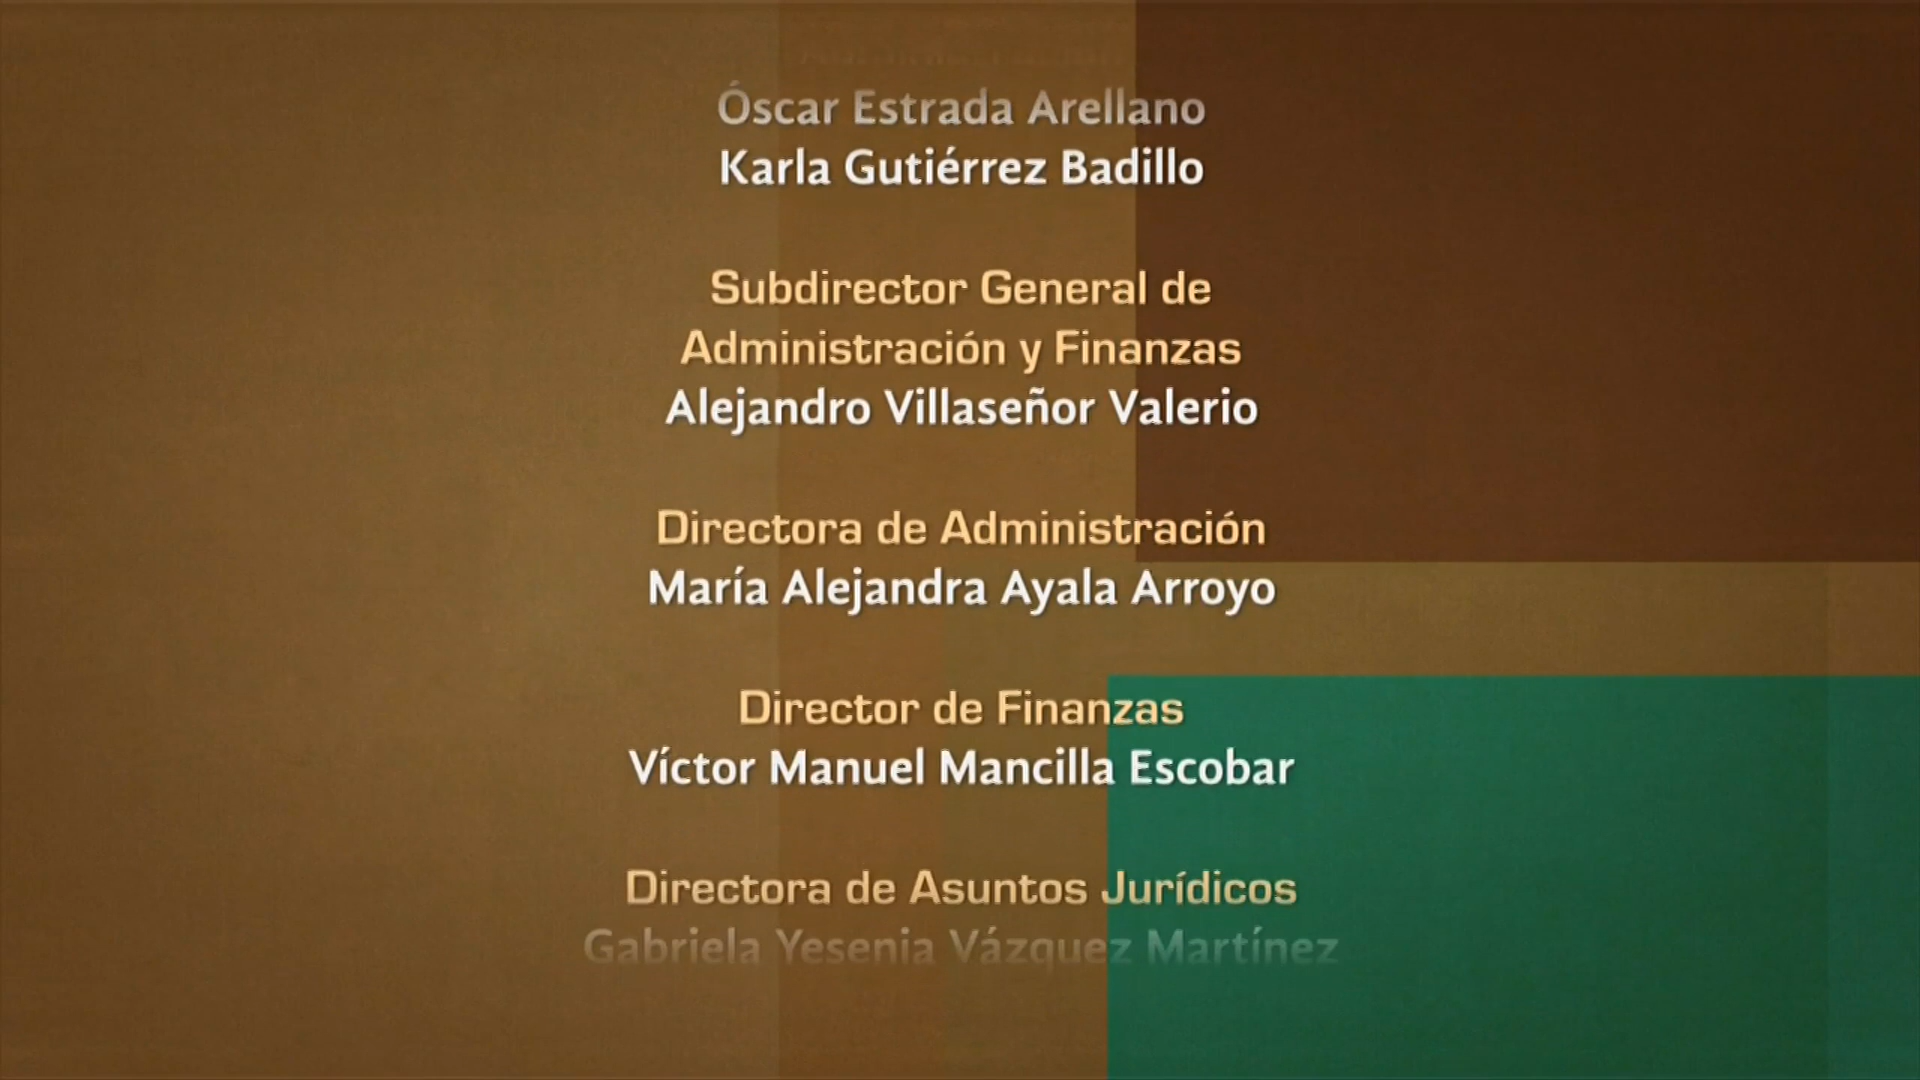 Óscar Estrada Arellano
Karla Gutiérrez Badillo
Subdirector General de
Administración y Finanzas
Alejandro Villaseñor Valerio
Directora de Administración
María Alejandra Ayala Arroyo
Director de Finanzas
Víctor Manuel Mancilla Escobar
Directora de Asuntos Jurídicos
Gabriela Yesenia Vázquez Martínez